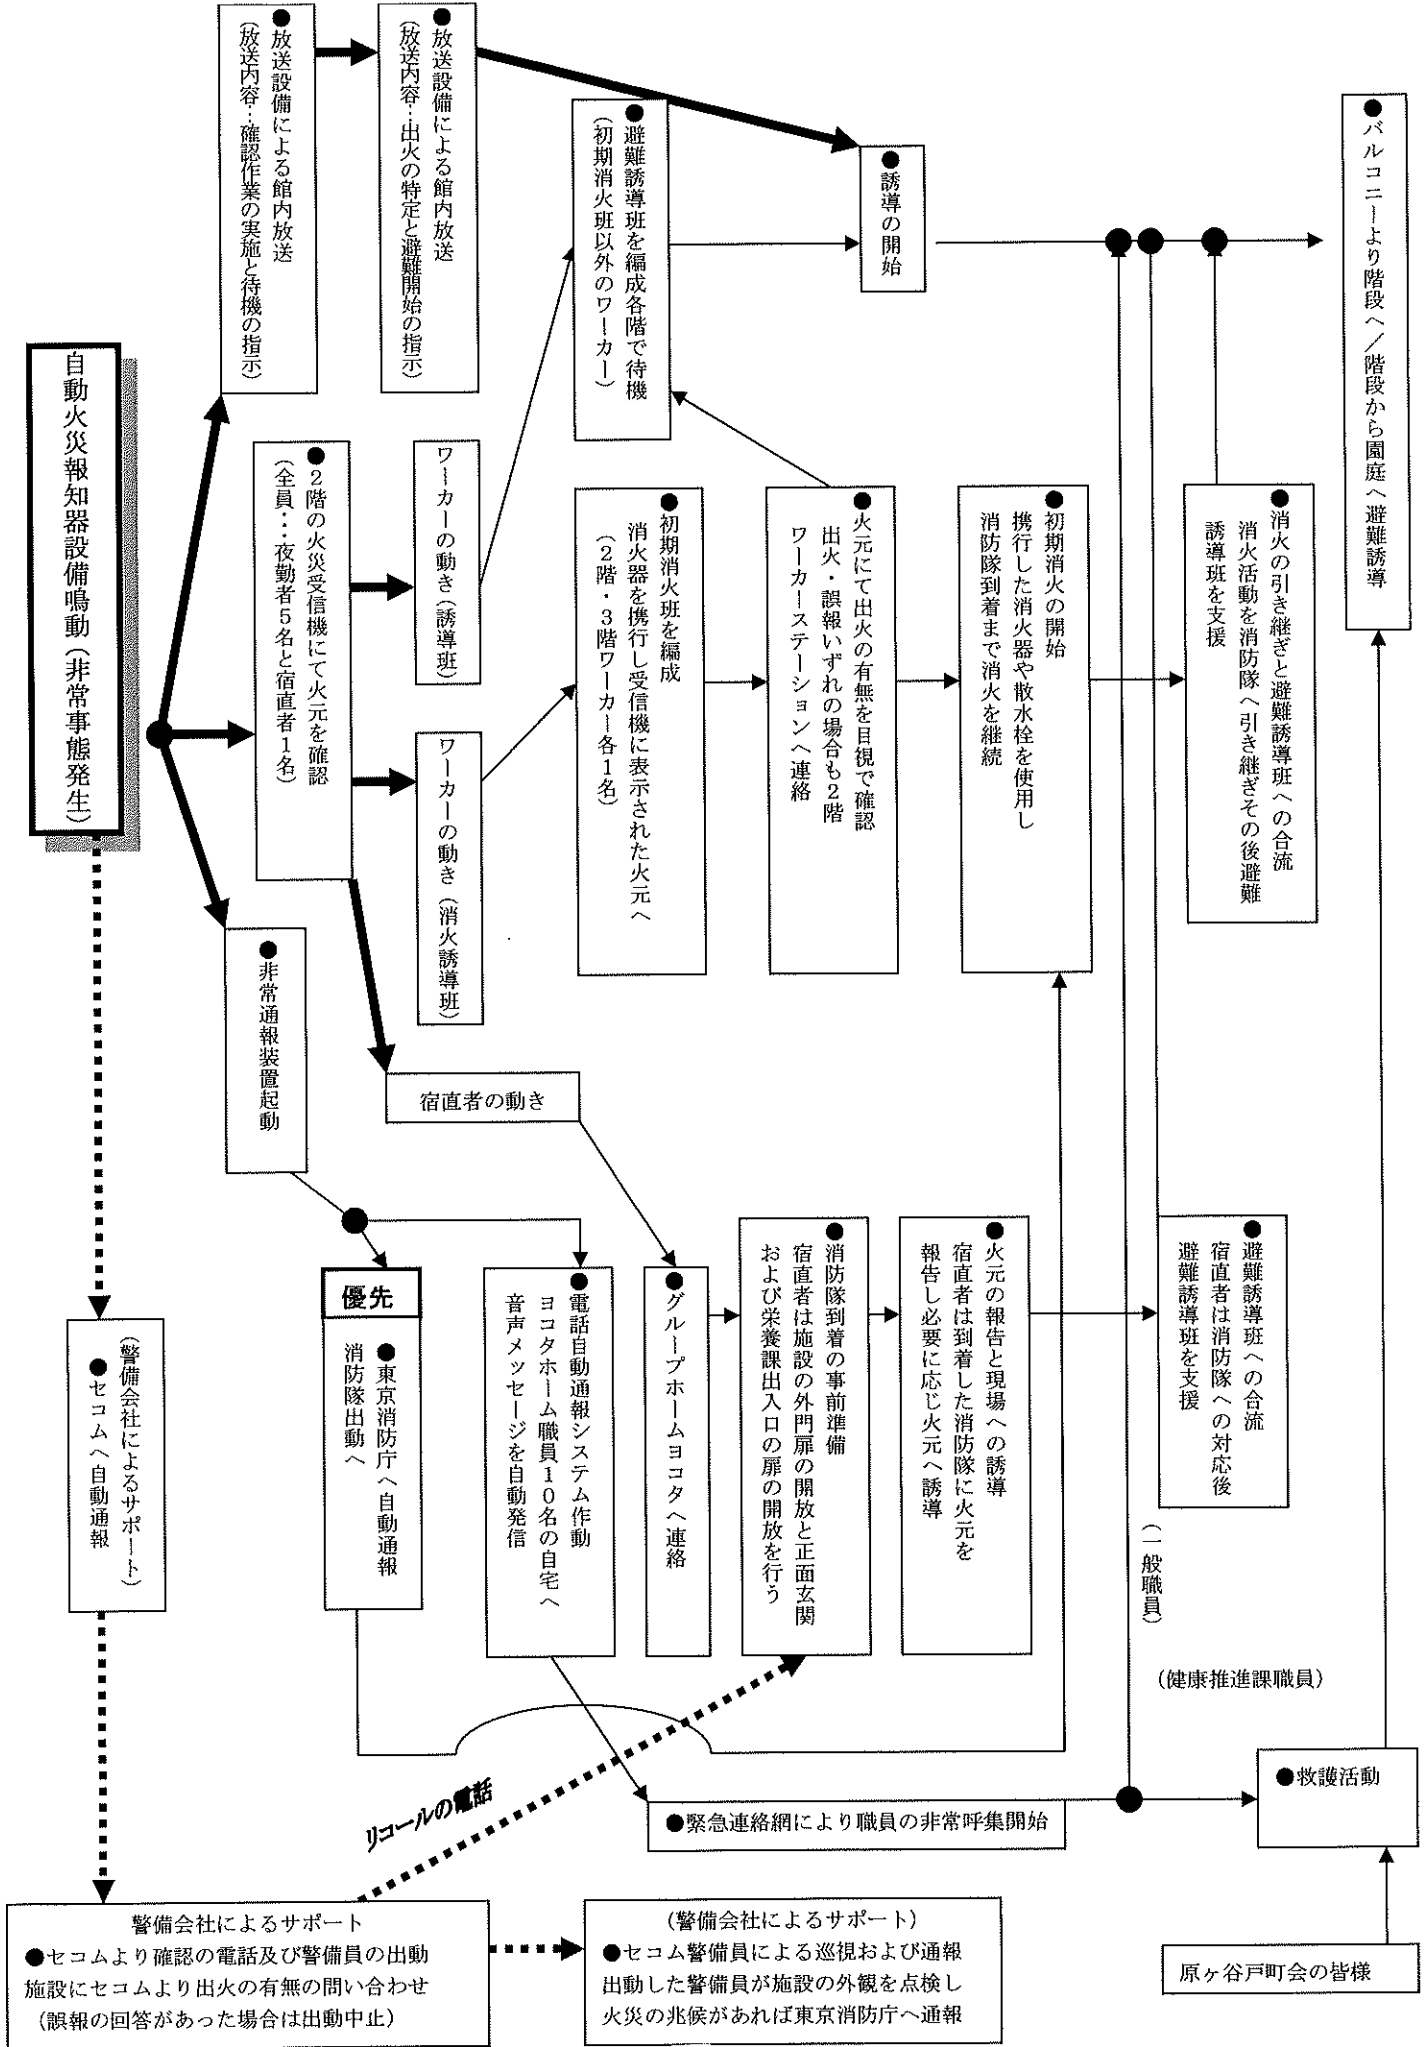 自動火災報知器設備鳴動（非常事態発生）
●放送設備による館内放送
（放送内容…確認作業の実施と待機の指示）
●放送設備による館内放送
（放送内容…出火の特定と避難開始の指示）
●２階の火災受信機にて火元を確認
（全員・・・夜勤者５名と宿直者１名）
ワーカーの動き（誘導班）
ワーカーの動き（消火誘導班）
●避難誘導班を編成各階で待機
（初期消火班以外のワーカー）
●誘導の開始
●初期消火班を編成
消火器を携行し受信機に表示された火元へ
（２階・３階ワーカー各１名）
●火元にて出火の有無を目視で確認
出火・誤報いずれの場合も２階
ワーカーステーションへ連絡
●初期消火の開始
携行した消火器や散水栓を使用し
消防隊到着まで消火を継続
●消火の引き継ぎと避難誘導班への合流
消火活動を消防隊へ引き継ぎその後避難
誘導班を支援
●バルコニーより階段へ／階段から園庭へ避難誘導
●非常通報装置起動
宿直者の動き
優先
●東京消防庁へ自動通報
消防隊出動へ
●電話自動通報システム作動
ヨコタホーム職員１０名の自宅へ
音声メッセージを自動発信
●グループホームヨコタへ連絡
●消防隊到着の事前準備
宿直者は施設の外門扉の開放と正面玄関
および栄養課出入口の扉の開放を行う
●火元の報告と現場への誘導
宿直者は到着した消防隊に火元を
報告し必要に応じ火元へ誘導
●避難誘導班への合流
宿直者は消防隊への対応後
避難誘導班を支援
（警備会社によるサポート）
●セコムへ自動通報
（一般職員）
（健康推進課職員）
リコールの電話
●緊急連絡網により職員の非常呼集開始
●救護活動
警備会社によるサポート
●セコムより確認の電話及び警備員の出動
施設にセコムより出火の有無の問い合わせ
（誤報の回答があった場合は出動中止）
（警備会社によるサポート）
●セコム警備員による巡視および通報
出動した警備員が施設の外観を点検し
火災の兆候があれば東京消防庁へ通報
原ヶ谷戸町会の皆様